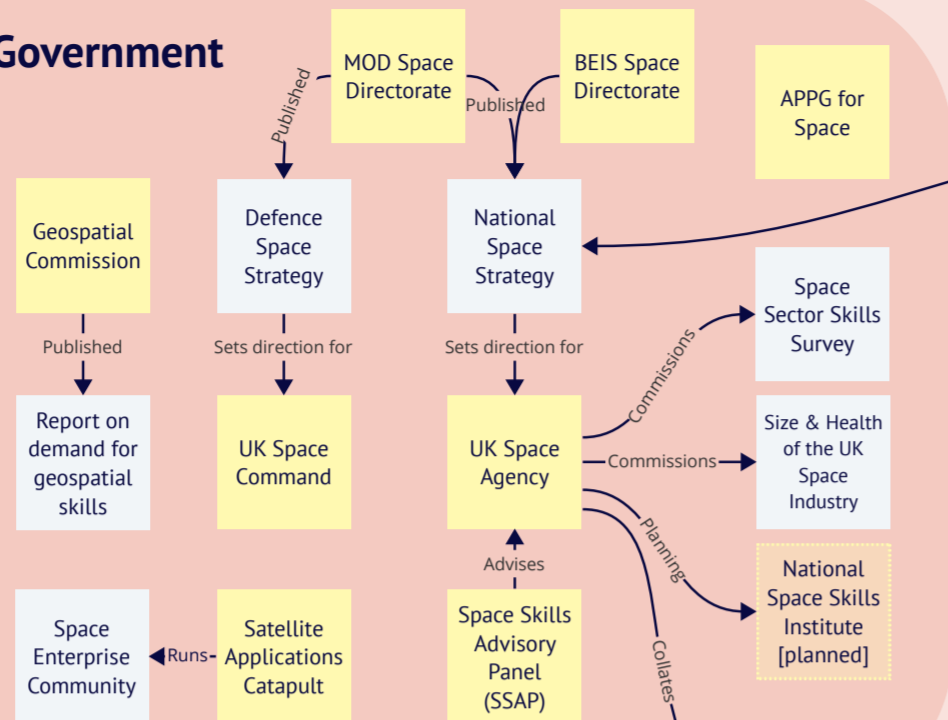 Government
MOD Space
Directorate
BEIS Space
Directorate
APPG for
Space
Published
Published
Geospatial
Commission
Defence
Space
Strategy
National
Space
Strategy
Space
Sector Skills
Survey
Published
Sets direction for
Sets direction for
Commissions
Report on
demand for
geospatial
skills
UK Space
Command
UK Space
Agency
Commissions
Size & Health
of the UK
Space
Industry
Planning
Advises
National
Space Skills
Institute
[planned]
Space
Enterprise
Community
Runs
Satellite
Applications
Catapult
Space Skills
Advisory
Panel
(SSAP)
Collates